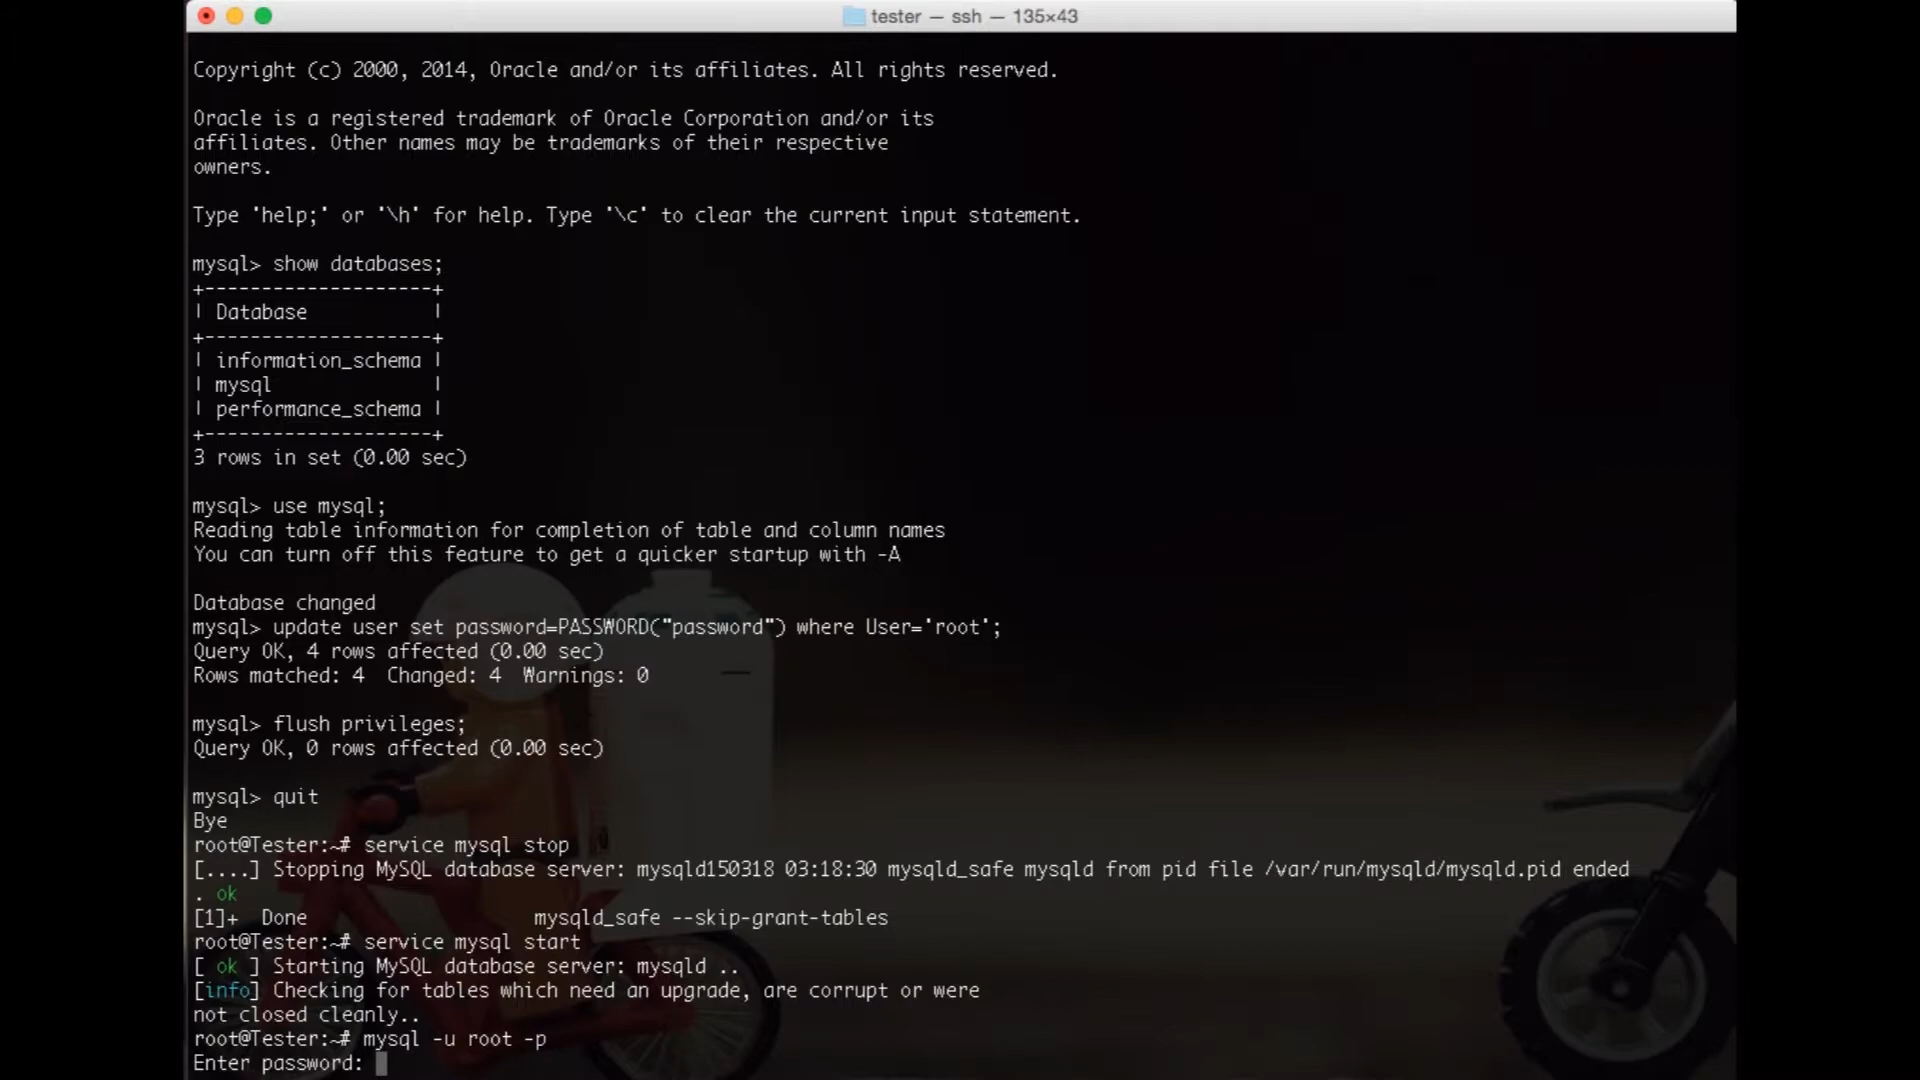 tester — ssh — 135×43
Copyright (c) 2000, 2014, Oracle and/or its affiliates. All rights reserved.
Oracle is a registered trademark of Oracle Corporation and/or its
affiliates. Other names may be trademarks of their respective
owners.
Type 'help;' or '\h' for help. Type '\c' to clear the current input statement.
mysql> show databases;
+--------------------+
| Database           |
+--------------------+
| information_schema |
| mysql              |
| performance_schema |
+--------------------+
3 rows in set (0.00 sec)
mysql> use mysql;
Reading table information for completion of table and column names
You can turn off this feature to get a quicker startup with -A
Database changed
mysql> update user set password=PASSWORD("password") where User='root';
Query OK, 4 rows affected (0.00 sec)
Rows matched: 4  Changed: 4  Warnings: 0
mysql> flush privileges;
Query OK, 0 rows affected (0.00 sec)
mysql> quit
Bye
root@Tester:~# service mysql stop
[....] Stopping MySQL database server: mysqld150318 03:18:30 mysqld_safe mysqld from pid file /var/run/mysqld/mysqld.pid ended
. ok
[1]+  Done                    mysqld_safe --skip-grant-tables
root@Tester:~# service mysql start
[ ok ] Starting MySQL database server: mysqld ..
[info] Checking for tables which need an upgrade, are corrupt or were
not closed cleanly..
root@Tester:~# mysql -u root -p
Enter password: